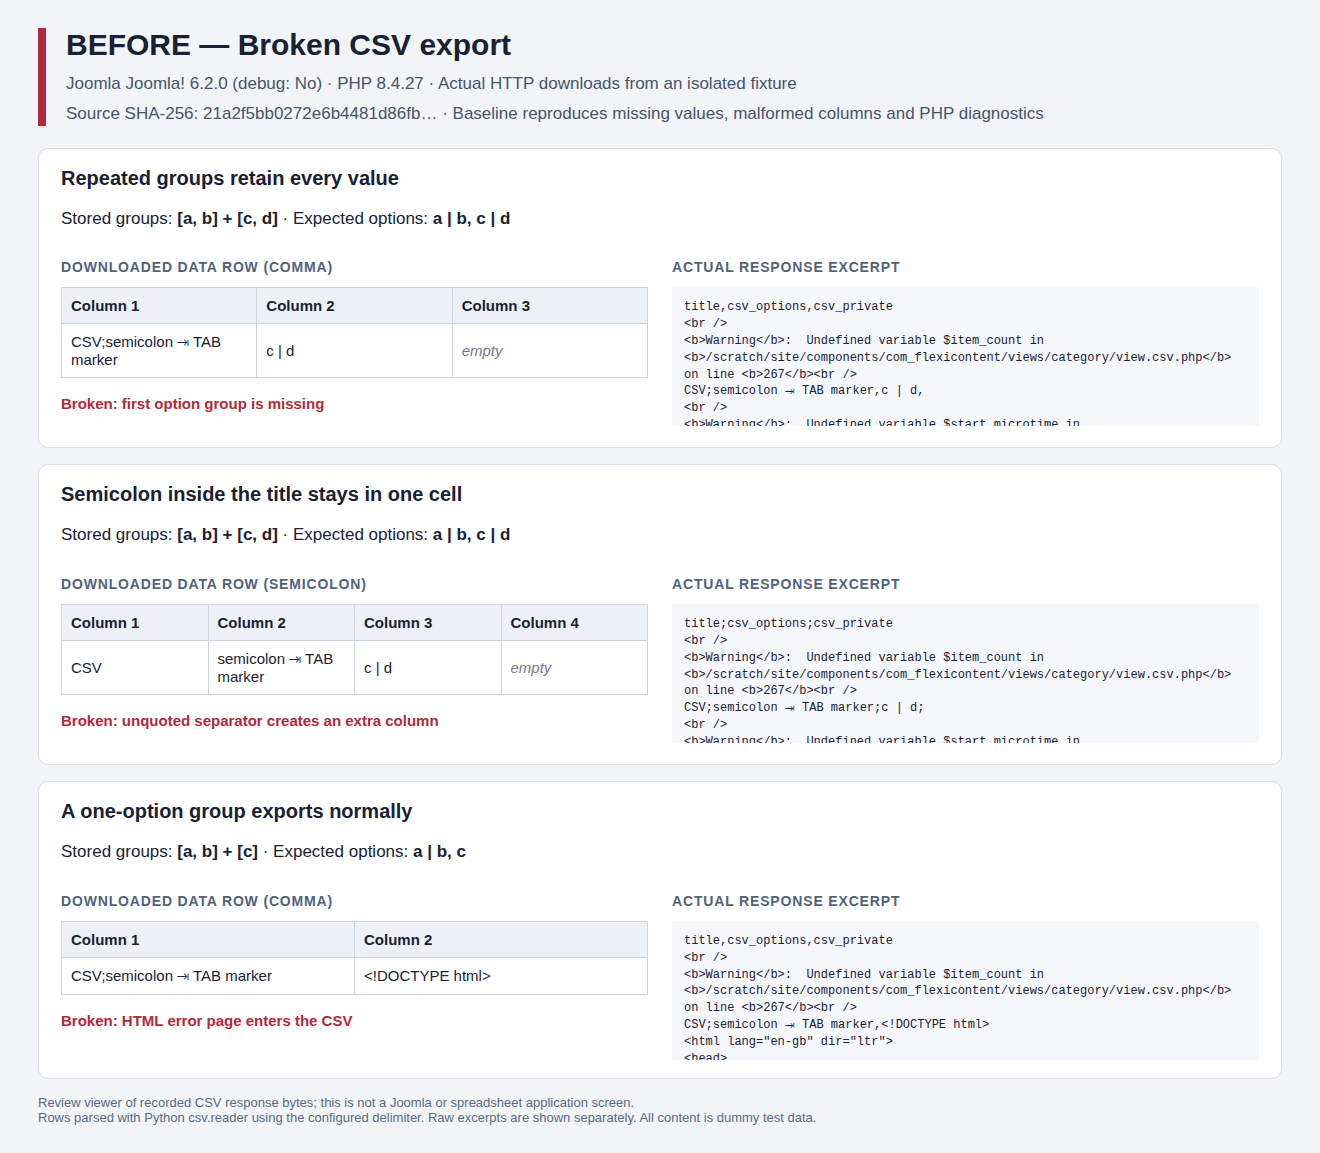 BEFORE — Broken CSV export
Joomla Joomla! 6.2.0 (debug: No) · PHP 8.4.27 · Actual HTTP downloads from an isolated fixture
Source SHA-256: 21a2f5bb0272e6b4481d86fb… · Baseline reproduces missing values, malformed columns and PHP diagnostics
Repeated groups retain every value
Stored groups: [a, b] + [c, d] · Expected options: a | b, c | d
DOWNLOADED DATA ROW (COMMA)
Column 1 Column 2 Column 3
CSV;semicolon ⇥ TAB
marker
c | d
empty
Broken: first option group is missing
ACTUAL RESPONSE EXCERPT
title,csv_options,csv_private
<br />
<b>Warning</b>:  Undefined variable $item_count in
<b>/scratch/site/components/com_flexicontent/views/category/view.csv.php</b>
on line <b>267</b><br />
CSV;semicolon ⇥ TAB marker,c | d,
<br />
<b>Warning</b>:  Undefined variable $start_microtime in
Semicolon inside the title stays in one cell
Stored groups: [a, b] + [c, d] · Expected options: a | b, c | d
DOWNLOADED DATA ROW (SEMICOLON)
Column 1 Column 2 Column 3 Column 4
CSV
semicolon ⇥ TAB
marker
c | d
empty
Broken: unquoted separator creates an extra column
ACTUAL RESPONSE EXCERPT
title;csv_options;csv_private
<br />
<b>Warning</b>:  Undefined variable $item_count in
<b>/scratch/site/components/com_flexicontent/views/category/view.csv.php</b>
on line <b>267</b><br />
CSV;semicolon ⇥ TAB marker;c | d;
<br />
<b>Warning</b>:  Undefined variable $start_microtime in
A one-option group exports normally
Stored groups: [a, b] + [c] · Expected options: a | b, c
DOWNLOADED DATA ROW (COMMA)
Column 1 Column 2
CSV;semicolon ⇥ TAB marker <!DOCTYPE html>
Broken: HTML error page enters the CSV
ACTUAL RESPONSE EXCERPT
title,csv_options,csv_private
<br />
<b>Warning</b>:  Undefined variable $item_count in
<b>/scratch/site/components/com_flexicontent/views/category/view.csv.php</b>
on line <b>267</b><br />
CSV;semicolon ⇥ TAB marker,<!DOCTYPE html>
<html lang="en-gb" dir="ltr">
<head>
Review viewer of recorded CSV response bytes; this is not a Joomla or spreadsheet application screen.
Rows parsed with Python csv.reader using the configured delimiter. Raw excerpts are shown separately. All content is dummy test data.